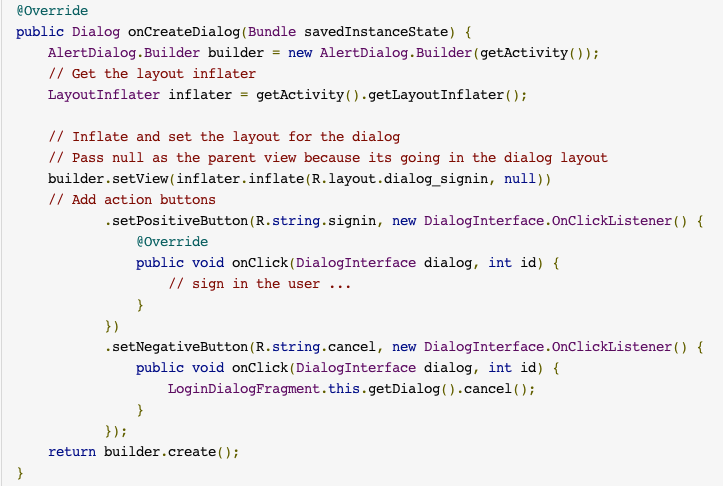 @Override
public Dialog onCreateDialog(Bundle savedInstanceState) {
    AlertDialog.Builder builder = new AlertDialog.Builder(getActivity());
    // Get the layout inflater
    LayoutInflater inflater = getActivity().getLayoutInflater();

    // Inflate and set the layout for the dialog
    // Pass null as the parent view because its going in the dialog layout
    builder.setView(inflater.inflate(R.layout.dialog_signin, null))
    // Add action buttons
           .setPositiveButton(R.string.signin, new DialogInterface.OnClickListener() {
               @Override
               public void onClick(DialogInterface dialog, int id) {
                   // sign in the user ...
               }
           })
           .setNegativeButton(R.string.cancel, new DialogInterface.OnClickListener() {
               public void onClick(DialogInterface dialog, int id) {
                   LoginDialogFragment.this.getDialog().cancel();
               }
           });
    return builder.create();
}